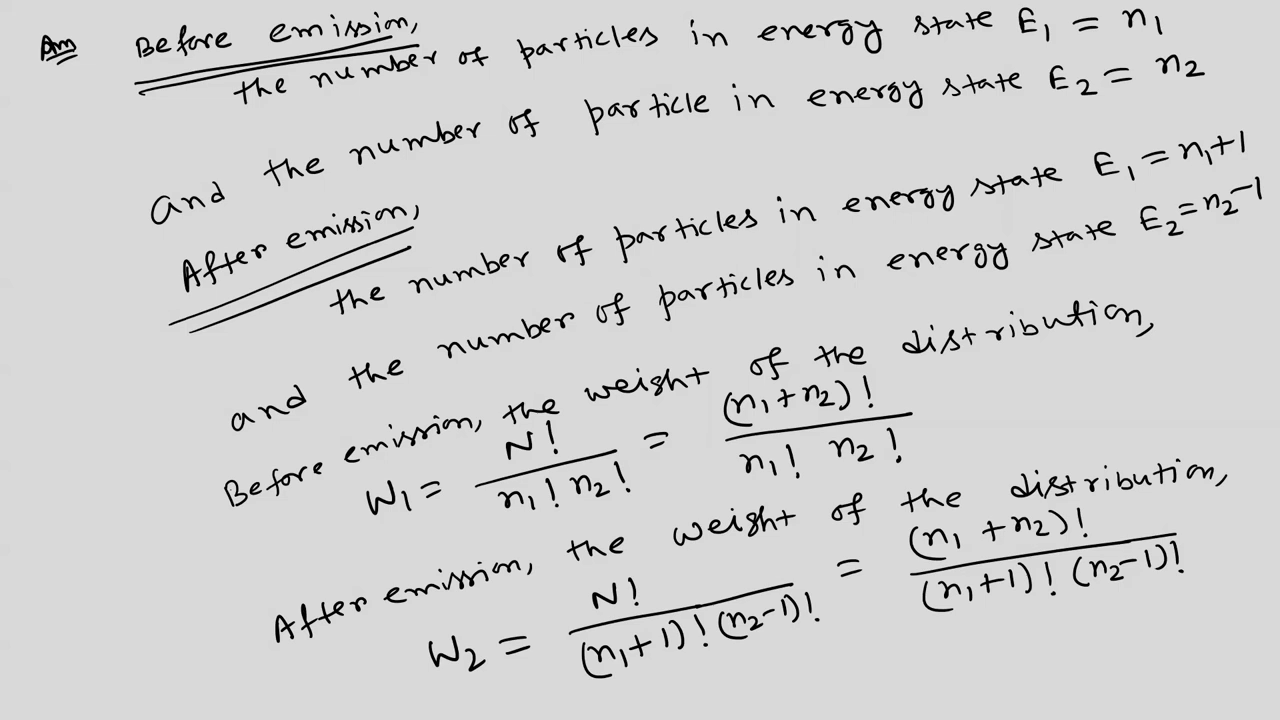 Ans Before emission,
the number of particles in energy state E₁ = n₁
and the number of particle in energy state E₂ = n₂
After emission,
the number of particles in energy state E₁ = n₁+1
and the number of particles in energy state E₂ = n₂-1
Before emission, the weight of the distribution,
W₁ = N! / n₁! n₂! = (n₁+n₂)! / n₁! n₂!
After emission, the weight of the distribution,
W₂ = N! / (n₁+1)! (n₂-1)! = (n₁+n₂)! / (n₁+1)! (n₂-1)!